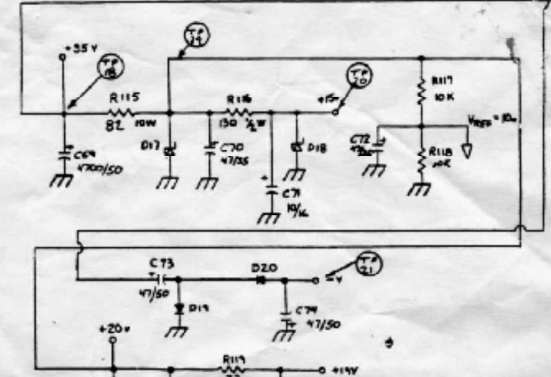 +35V
TP
18
TP
19
R115
82 10W
R116
130 1/2W
TP
20
+15
R117
10K
C69
4700/50
D17
C70
47/35
C71
10/16
D18
C72
R118
10K
C73
47/50
D19
D20
C74
47/50
-V
TP
21
+20V
R119
+19V